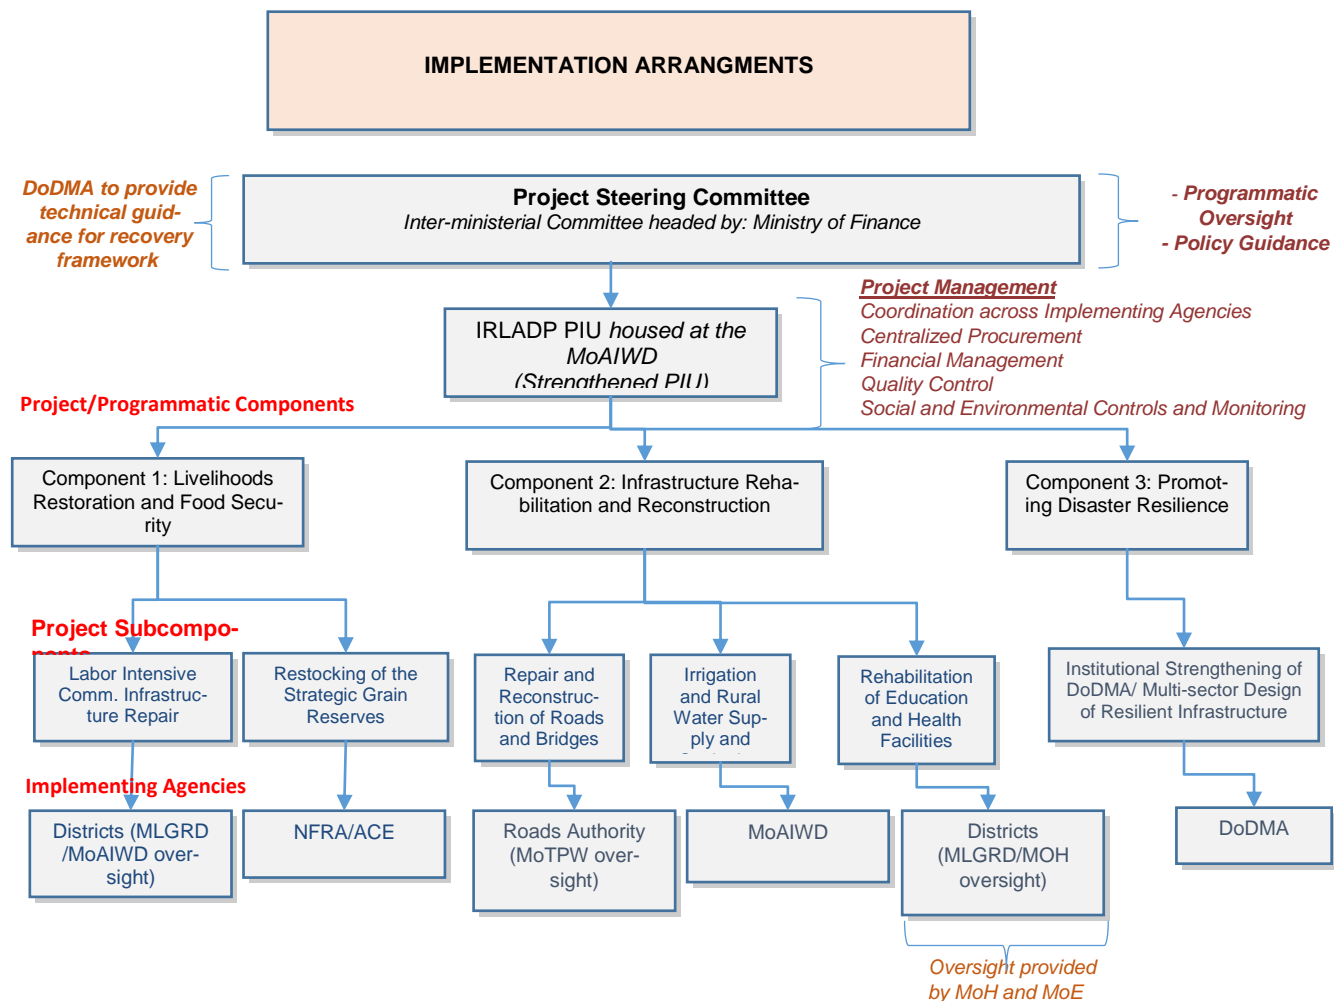 IMPLEMENTATION ARRANGMENTS
DoDMA to provide
technical guid-
ance for recovery
framework
Project Steering Committee
Inter-ministerial Committee headed by: Ministry of Finance
- Programmatic
Oversight
- Policy Guidance
IRLADP PIU housed at the
MoAIWD
(Strengthened PIU)
Project Management
Coordination across Implementing Agencies
Centralized Procurement
Financial Management
Quality Control
Social and Environmental Controls and Monitoring
Project/Programmatic Components
Component 1: Livelihoods
Restoration and Food Secu-
rity
Component 2: Infrastructure Reha-
bilitation and Reconstruction
Component 3: Promot-
ing Disaster Resilience
Project Subcompo-
nents
Labor Intensive
Comm. Infrastruc-
ture Repair
Restocking of the
Strategic Grain
Reserves
Repair and
Reconstruc-
tion of Roads
and Bridges
Irrigation
and Rural
Water Sup-
ply and
Rehabilitation
of Education
and Health
Facilities
Institutional Strengthening of
DoDMA/ Multi-sector Design
of Resilient Infrastructure
Implementing Agencies
Districts (MLGRD
/MoAIWD over-
sight)
NFRA/ACE
Roads Authority
(MoTPW over-
sight)
MoAIWD
Districts
(MLGRD/MOH
oversight)
DoDMA
Oversight provided
by MoH and MoE